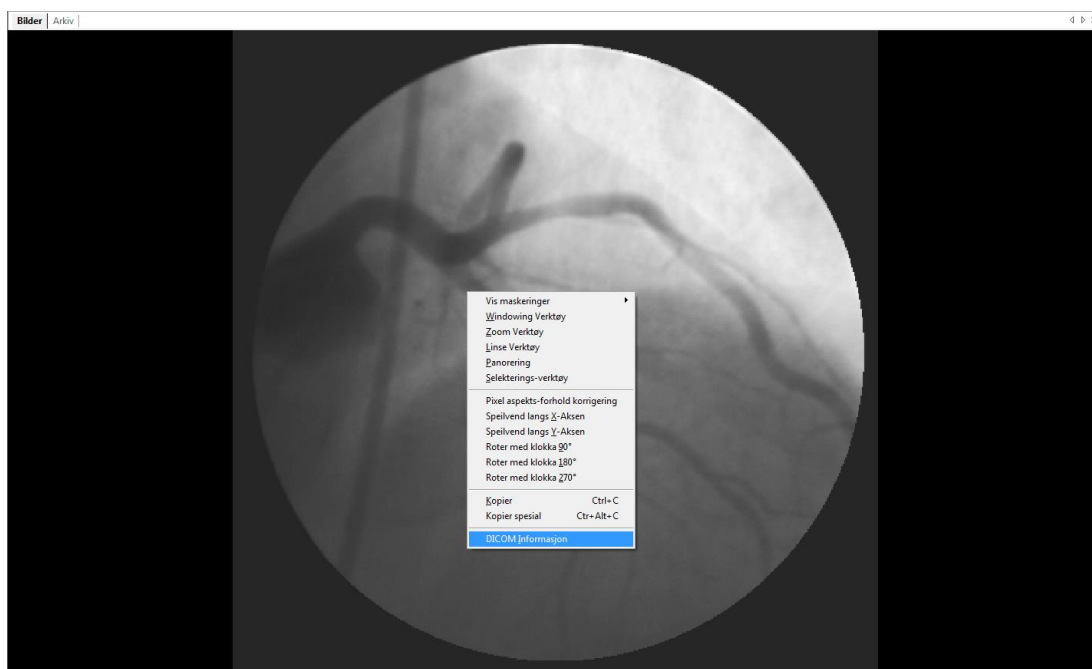 Bilder Arkiv
Vis maskeringer
Windowing Verktøy
Zoom Verktøy
Linse Verktøy
Panorering
Selekterings-verktøy
Pixel aspekts-forhold korrigering
Speilvend langs X-Aksen
Speilvend langs Y-Aksen
Roter med klokka 90°
Roter med klokka 180°
Roter med klokka 270°
Kopier Ctrl+C
Kopier spesial Ctr+Alt+C
DICOM Informasjon